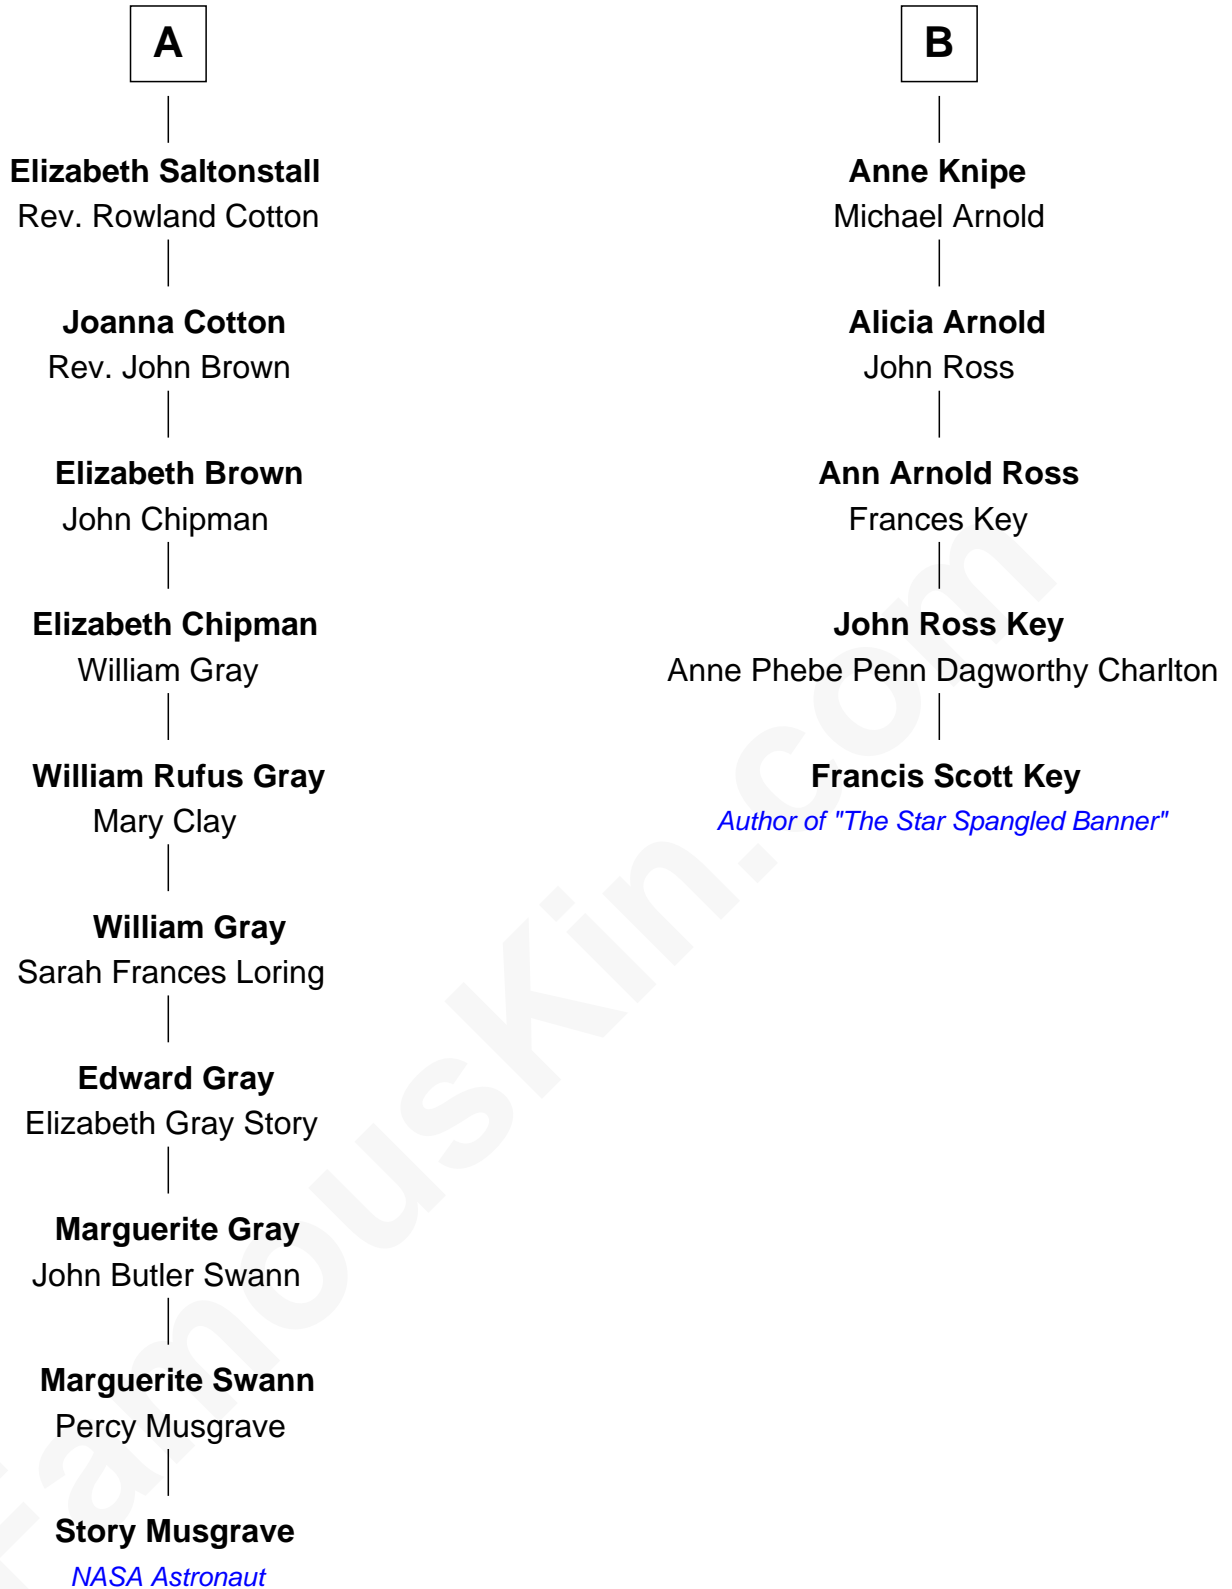 A
Elizabeth Saltonstall
Rev. Rowland Cotton
Joanna Cotton
Rev. John Brown
Elizabeth Brown
John Chipman
Elizabeth Chipman
William Gray
William Rufus Gray
Mary Clay
William Gray
Sarah Frances Loring
Edward Gray
Elizabeth Gray Story
Marguerite Gray
John Butler Swann
Marguerite Swann
Percy Musgrave
Story Musgrave
NASA Astronaut
B
Anne Knipe
Michael Arnold
Alicia Arnold
John Ross
Ann Arnold Ross
Frances Key
John Ross Key
Anne Phebe Penn Dagworthy Charlton
Francis Scott Key
Author of "The Star Spangled Banner"
FamousKin.com